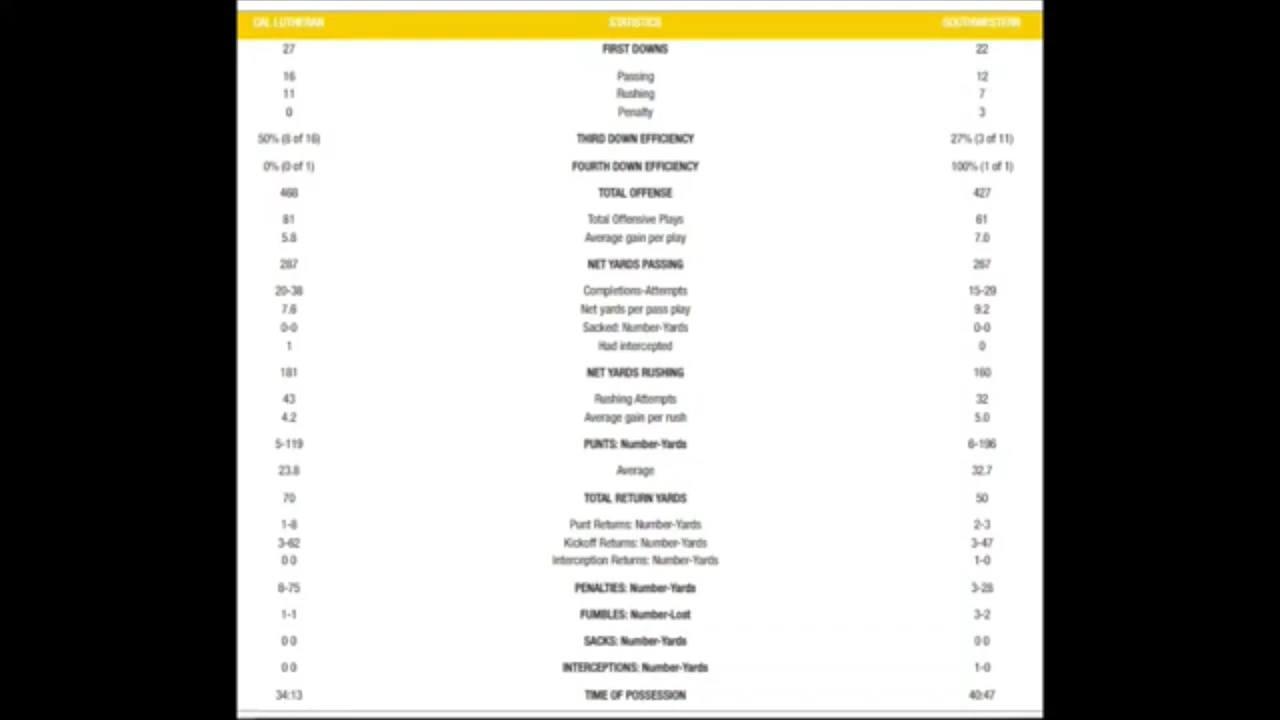 CAL LUTHERAN STATISTICS SOUTHWESTERN
27 FIRST DOWNS 22
16 Passing 12
11 Rushing 7
0 Penalty 3
50% (8 of 16) THIRD DOWN EFFICIENCY 27% (3 of 11)
0% (0 of 1) FOURTH DOWN EFFICIENCY 100% (1 of 1)
468 TOTAL OFFENSE 427
81 Total Offensive Plays 61
5.8 Average gain per play 7.0
287 NET YARDS PASSING 267
20-38 Completions-Attempts 15-29
7.6 Net yards per pass play 9.2
0-0 Sacked: Number-Yards 0-0
1 Had intercepted 0
181 NET YARDS RUSHING 160
43 Rushing Attempts 32
4.2 Average gain per rush 5.0
5-119 PUNTS: Number-Yards 6-196
23.8 Average 32.7
70 TOTAL RETURN YARDS 50
1-8 Punt Returns: Number-Yards 2-3
3-62 Kickoff Returns: Number-Yards 3-47
0 0 Interception Returns: Number-Yards 1-0
8-75 PENALTIES: Number-Yards 3-28
1-1 FUMBLES: Number-Lost 3-2
0 0 SACKS: Number-Yards 0 0
0 0 INTERCEPTIONS: Number-Yards 1-0
34:13 TIME OF POSSESSION 40:47